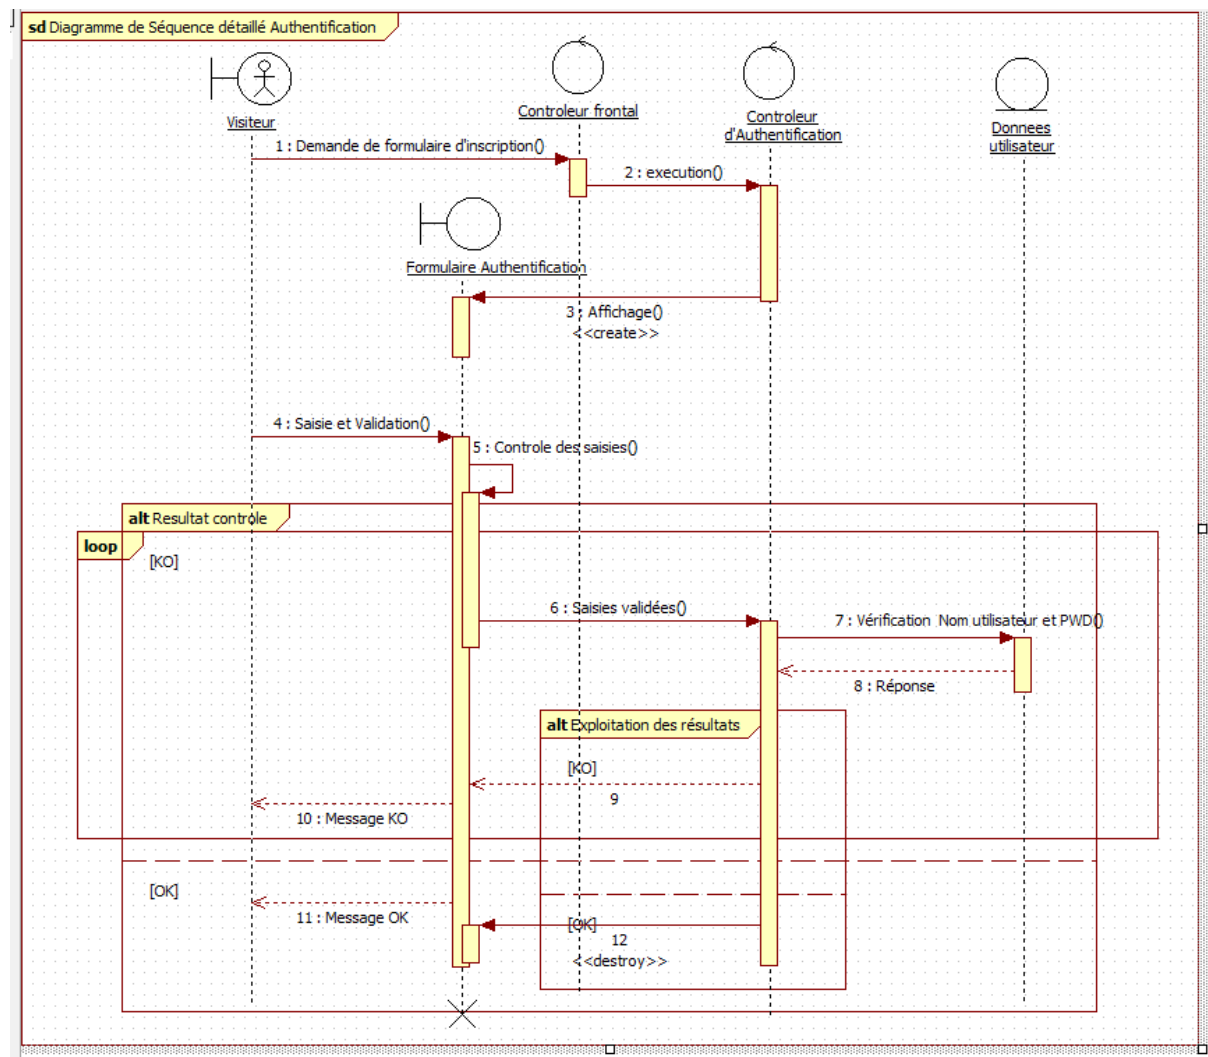 sd Diagramme de Séquence détaillé Authentification
Visiteur
Controleur frontal
Controleur
d'Authentification
Donnees
utilisateur
1 : Demande de formulaire d'inscription()
2 : execution()
Formulaire Authentification
3 : Affichage()
<<create>>
4 : Saisie et Validation()
5 : Controle des saisies()
alt Resultat controle
loop
[KO]
6 : Saisies validées()
7 : Vérification Nom utilisateur et PWD()
8 : Réponse
alt Exploitation des résultats
[KO]
9
10 : Message KO
[OK]
11 : Message OK
[OK]
12
<<destroy>>